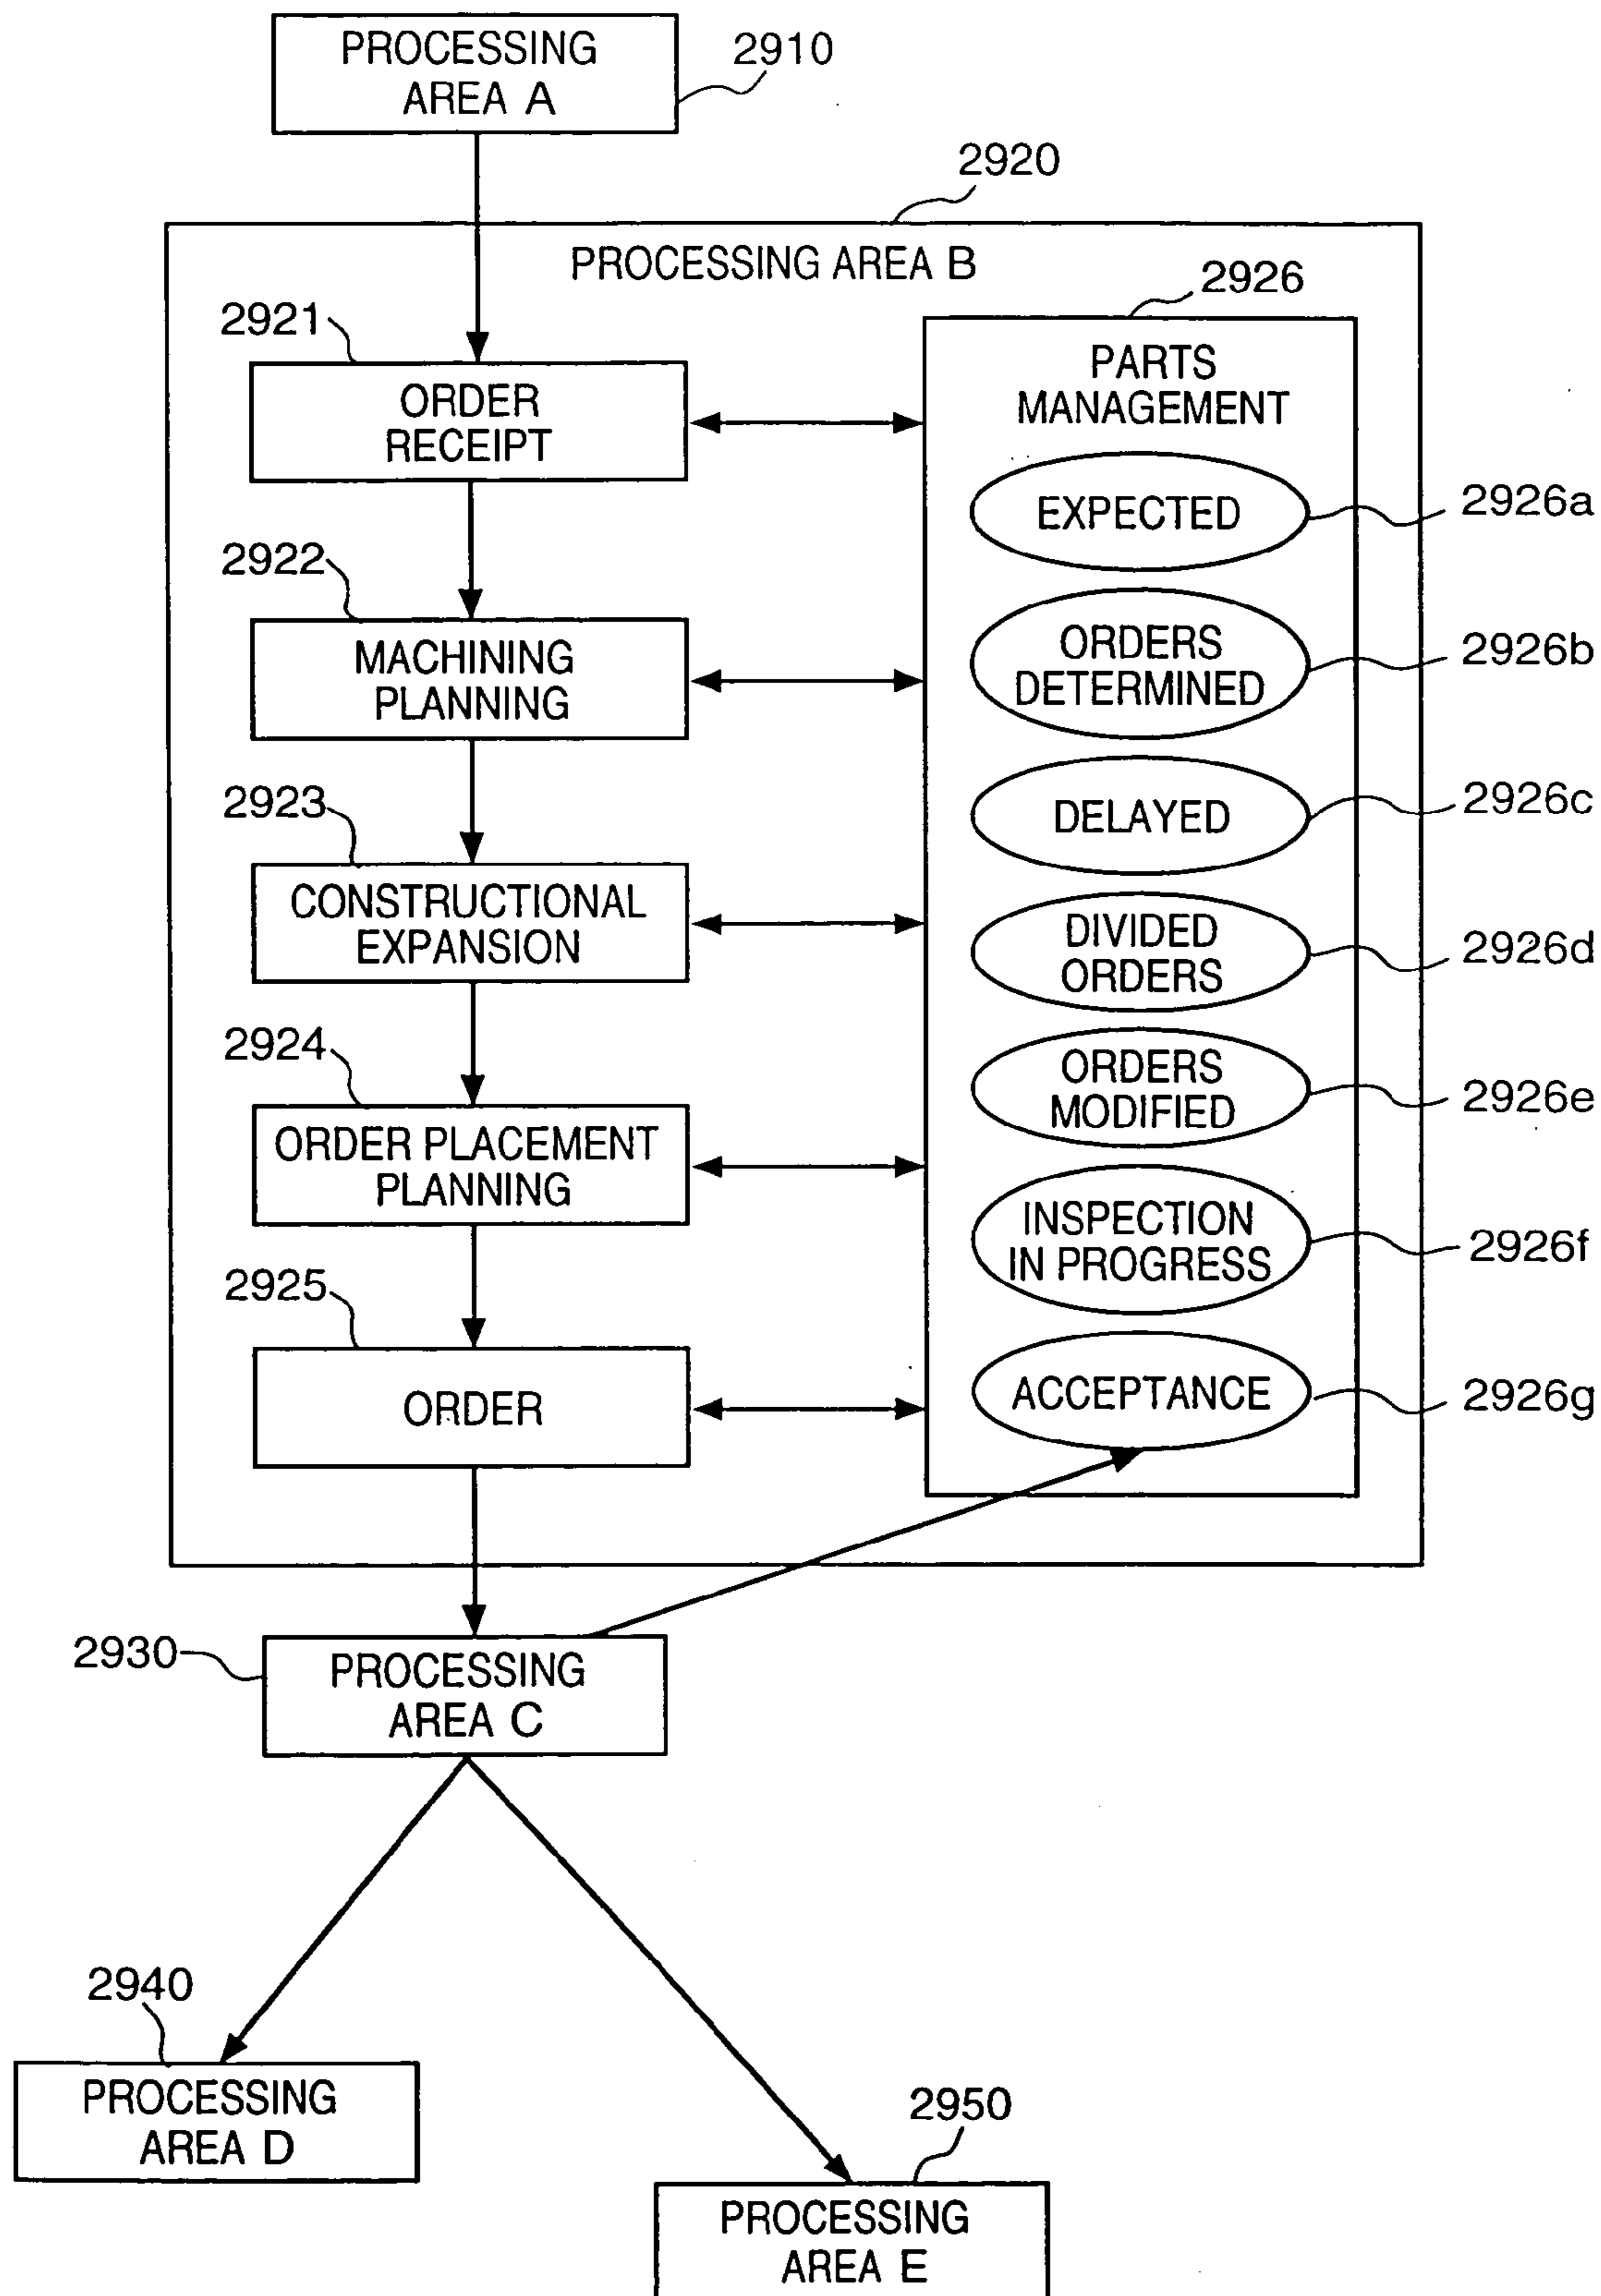 PROCESSING
AREA A
2910
2920
PROCESSING AREA B
2921
ORDER
RECEIPT
2922
MACHINING
PLANNING
2923
CONSTRUCTIONAL
EXPANSION
2924
ORDER PLACEMENT
PLANNING
2925
ORDER
2926
PARTS
MANAGEMENT
EXPECTED
2926a
ORDERS
DETERMINED
2926b
DELAYED
2926c
DIVIDED
ORDERS
2926d
ORDERS
MODIFIED
2926e
INSPECTION
IN PROGRESS
2926f
ACCEPTANCE
2926g
2930
PROCESSING
AREA C
2940
PROCESSING
AREA D
2950
PROCESSING
AREA E